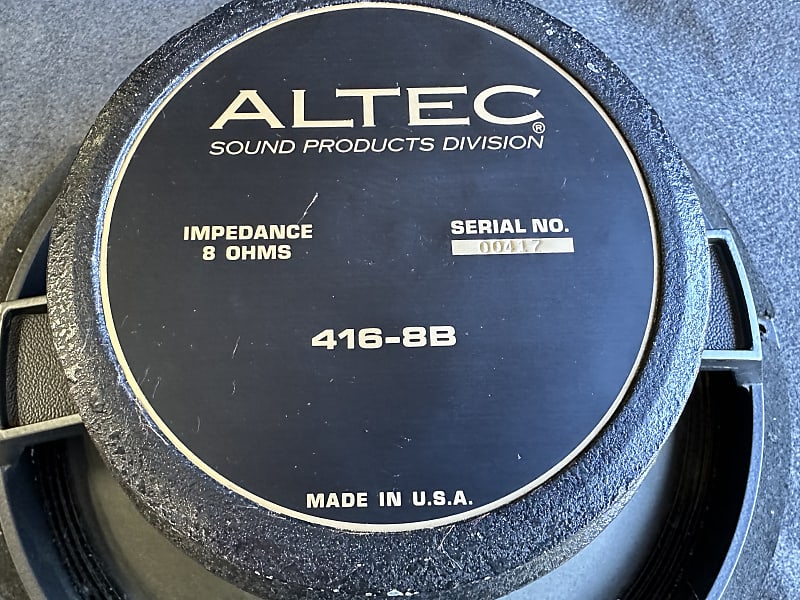 ALTEC®
SOUND PRODUCTS DIVISION
IMPEDANCE
8 OHMS
SERIAL NO.
00417
416-8B
MADE IN U.S.A.